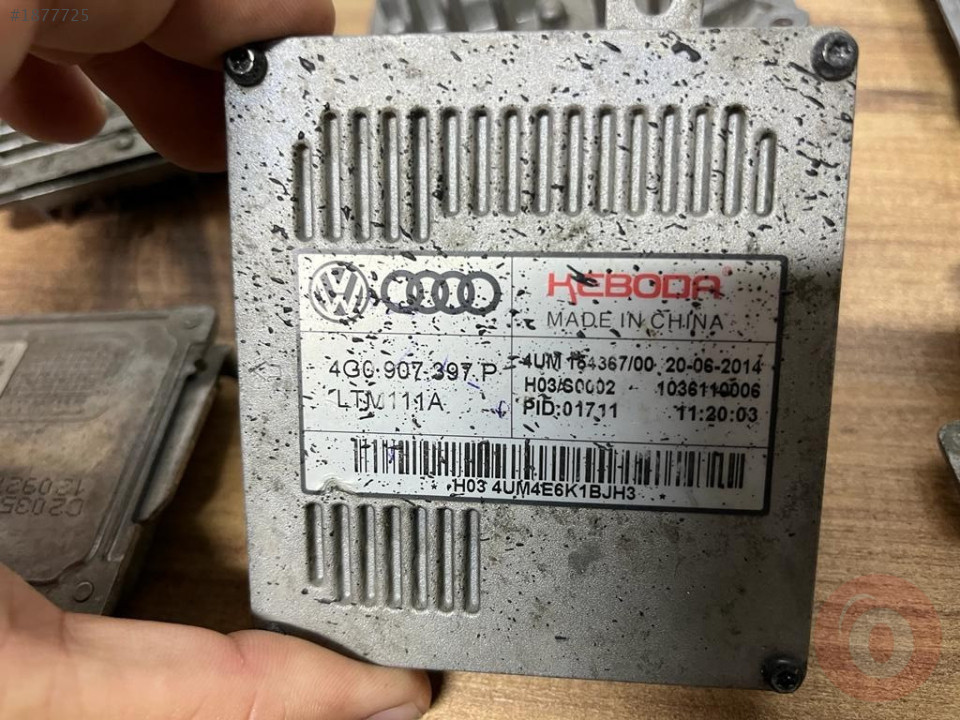 #1677725
KEBODA
MADE IN CHINA
4G0 907 397 P
LTM111A
4UM 164367/00 20-06-2014
H03/S0002 1036110006
PID:01711 11:20:03
* H03 4UM4E6K1BJH3 *